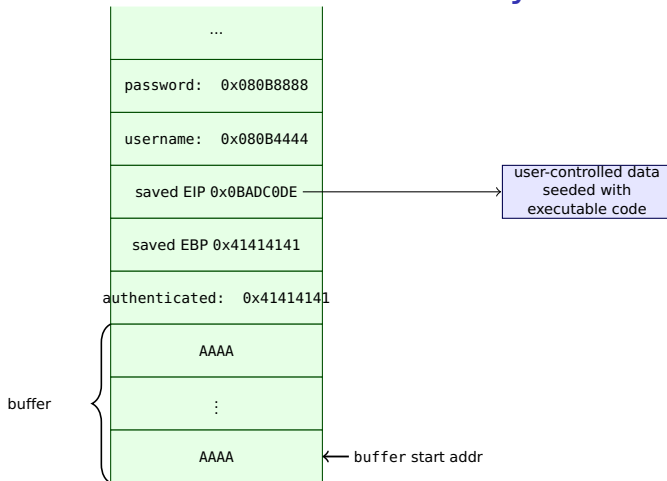 ...
password: 0x080B8888
username: 0x080B4444
saved EIP 0x0BADC0DE
user-controlled data
seeded with
executable code
saved EBP 0x41414141
authenticated: 0x41414141
AAAA
buffer
⋮
AAAA
buffer start addr